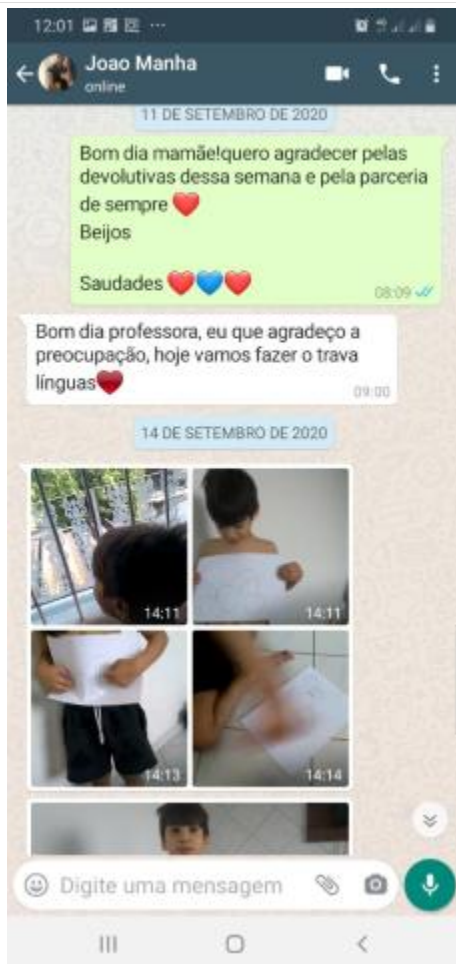 12:01
Joao Manha
online
11 DE SETEMBRO DE 2020
Bom dia mamãe!quero agradecer pelas
devolutivas dessa semana e pela parceria
de sempre ❤️
Beijos
Saudades ❤️💙❤️
08:09
Bom dia professora, eu que agradeço a
preocupação, hoje vamos fazer o trava
línguas❤️
09:00
14 DE SETEMBRO DE 2020
14:11
14:11
14:13
14:14
Digite uma mensagem